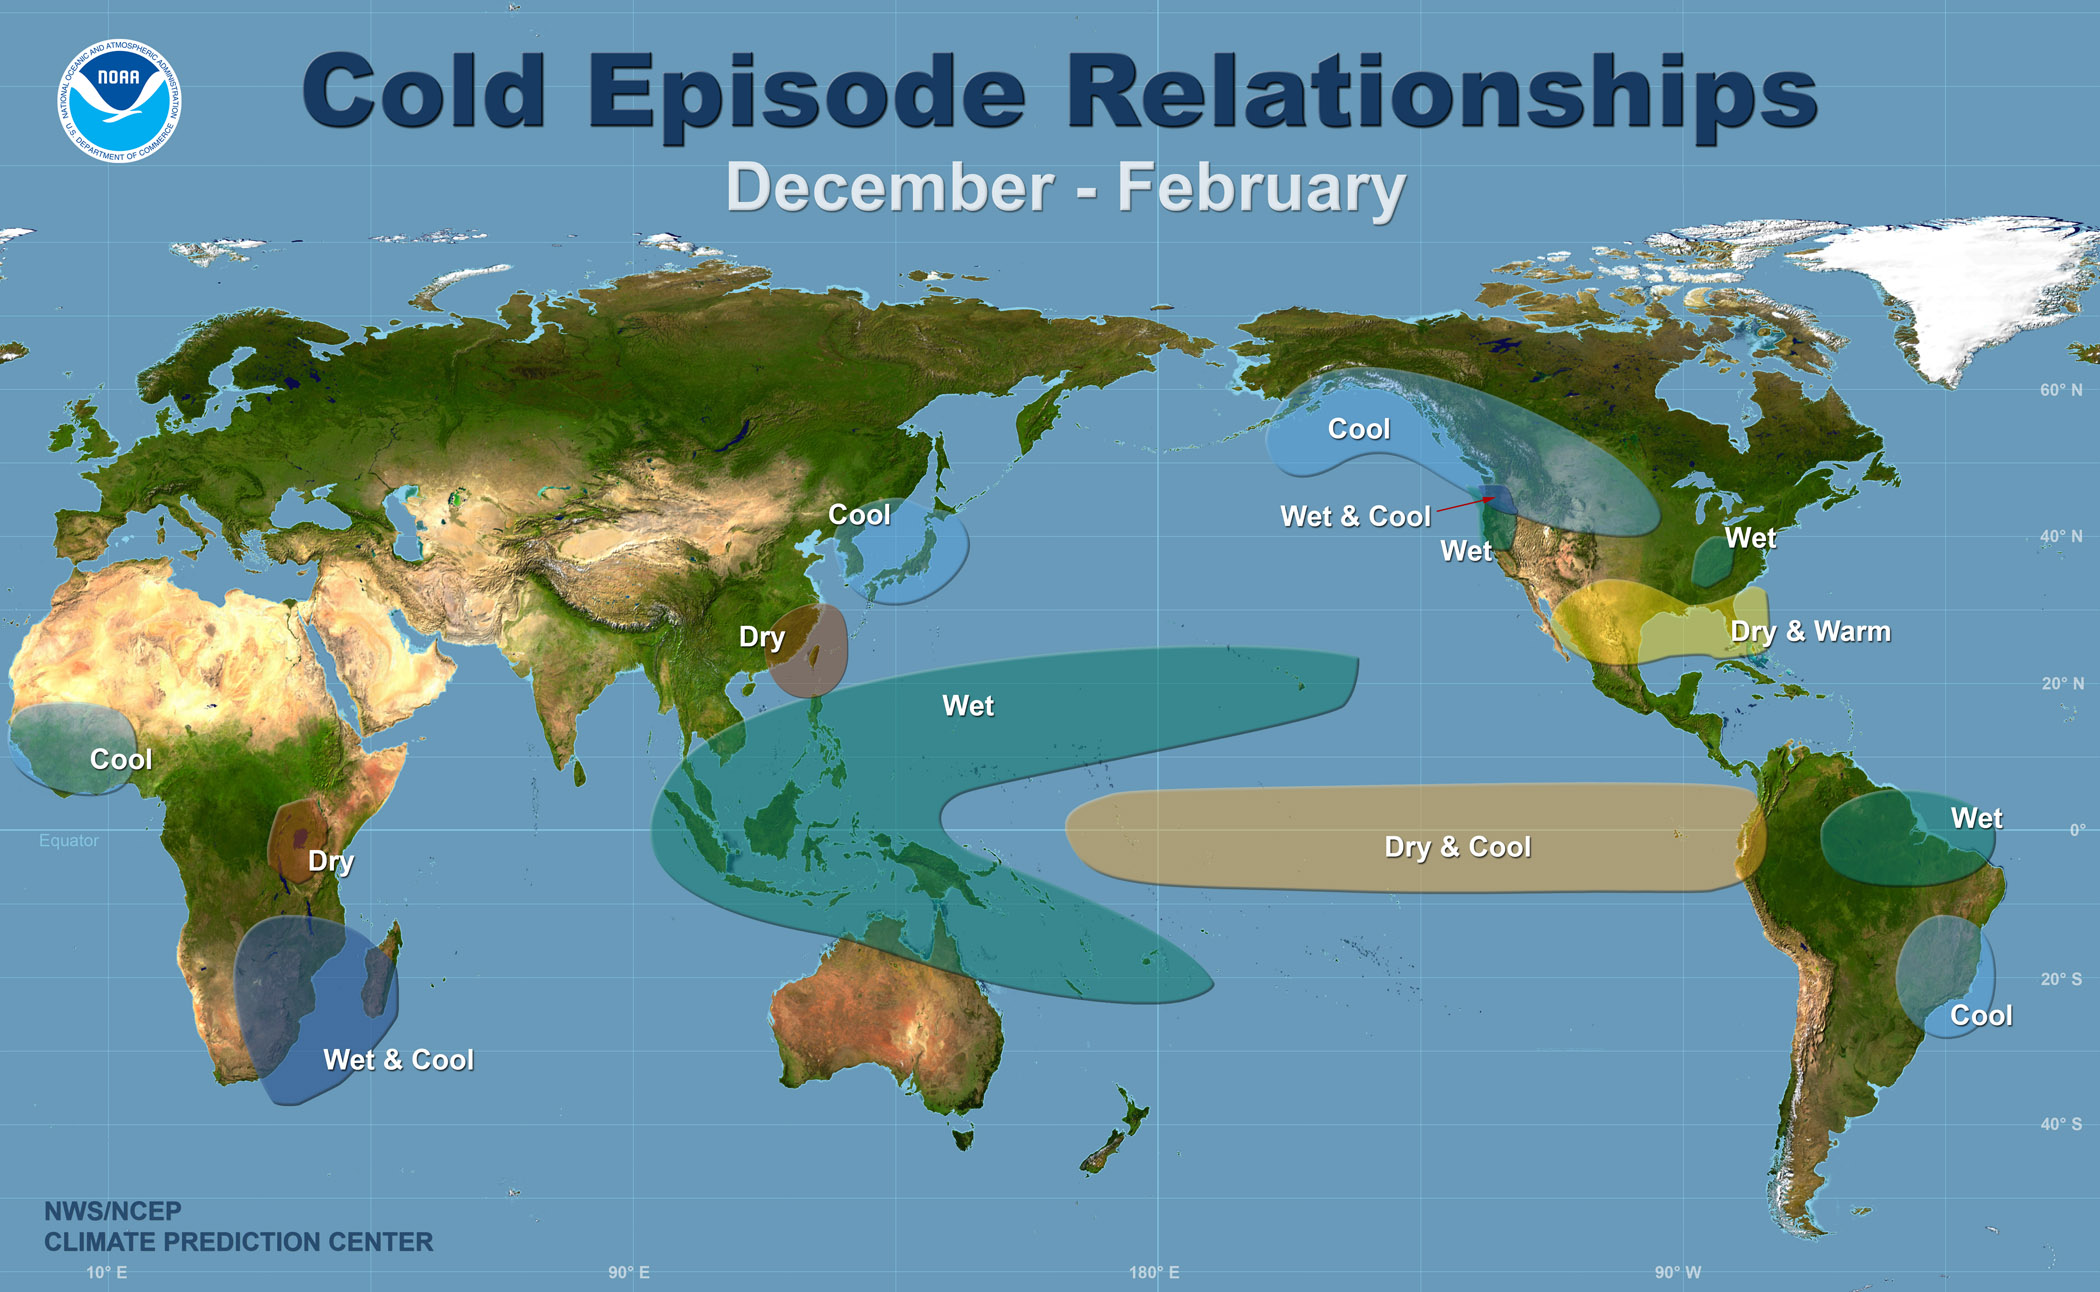 NATIONAL OCEANIC AND ATMOSPHERIC ADMINISTRATION
NOAA
U.S. DEPARTMENT OF COMMERCE
Cold Episode Relationships
December - February
60° N
Cool
Cool
Wet & Cool
Wet
Wet
40° N
Dry
Dry & Warm
20° N
Wet
Cool
Wet
Equator
0°
Dry & Cool
Dry
20° S
Cool
Wet & Cool
40° S
NWS/NCEP
CLIMATE PREDICTION CENTER
10° E
90° E
180° E
90° W